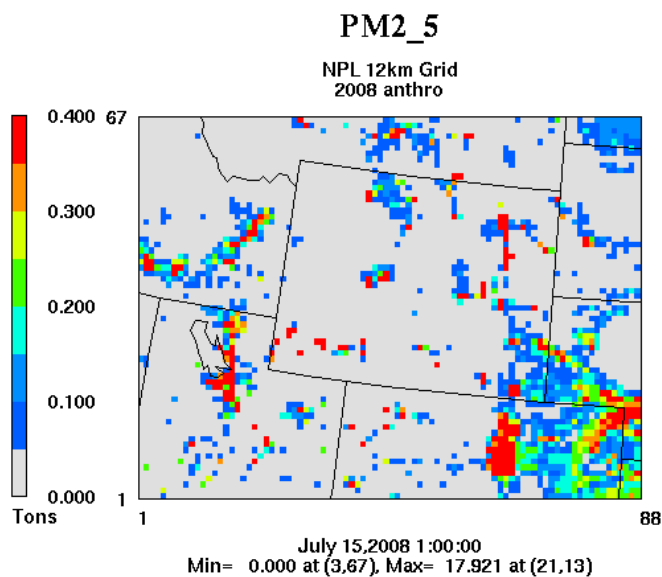 PM2_5
NPL 12km Grid
2008 anthro
0.400
0.300
0.200
0.100
0.000
Tons
67
1
1
88
July 15,2008 1:00:00
Min= 0.000 at (3,67), Max= 17.921 at (21,13)